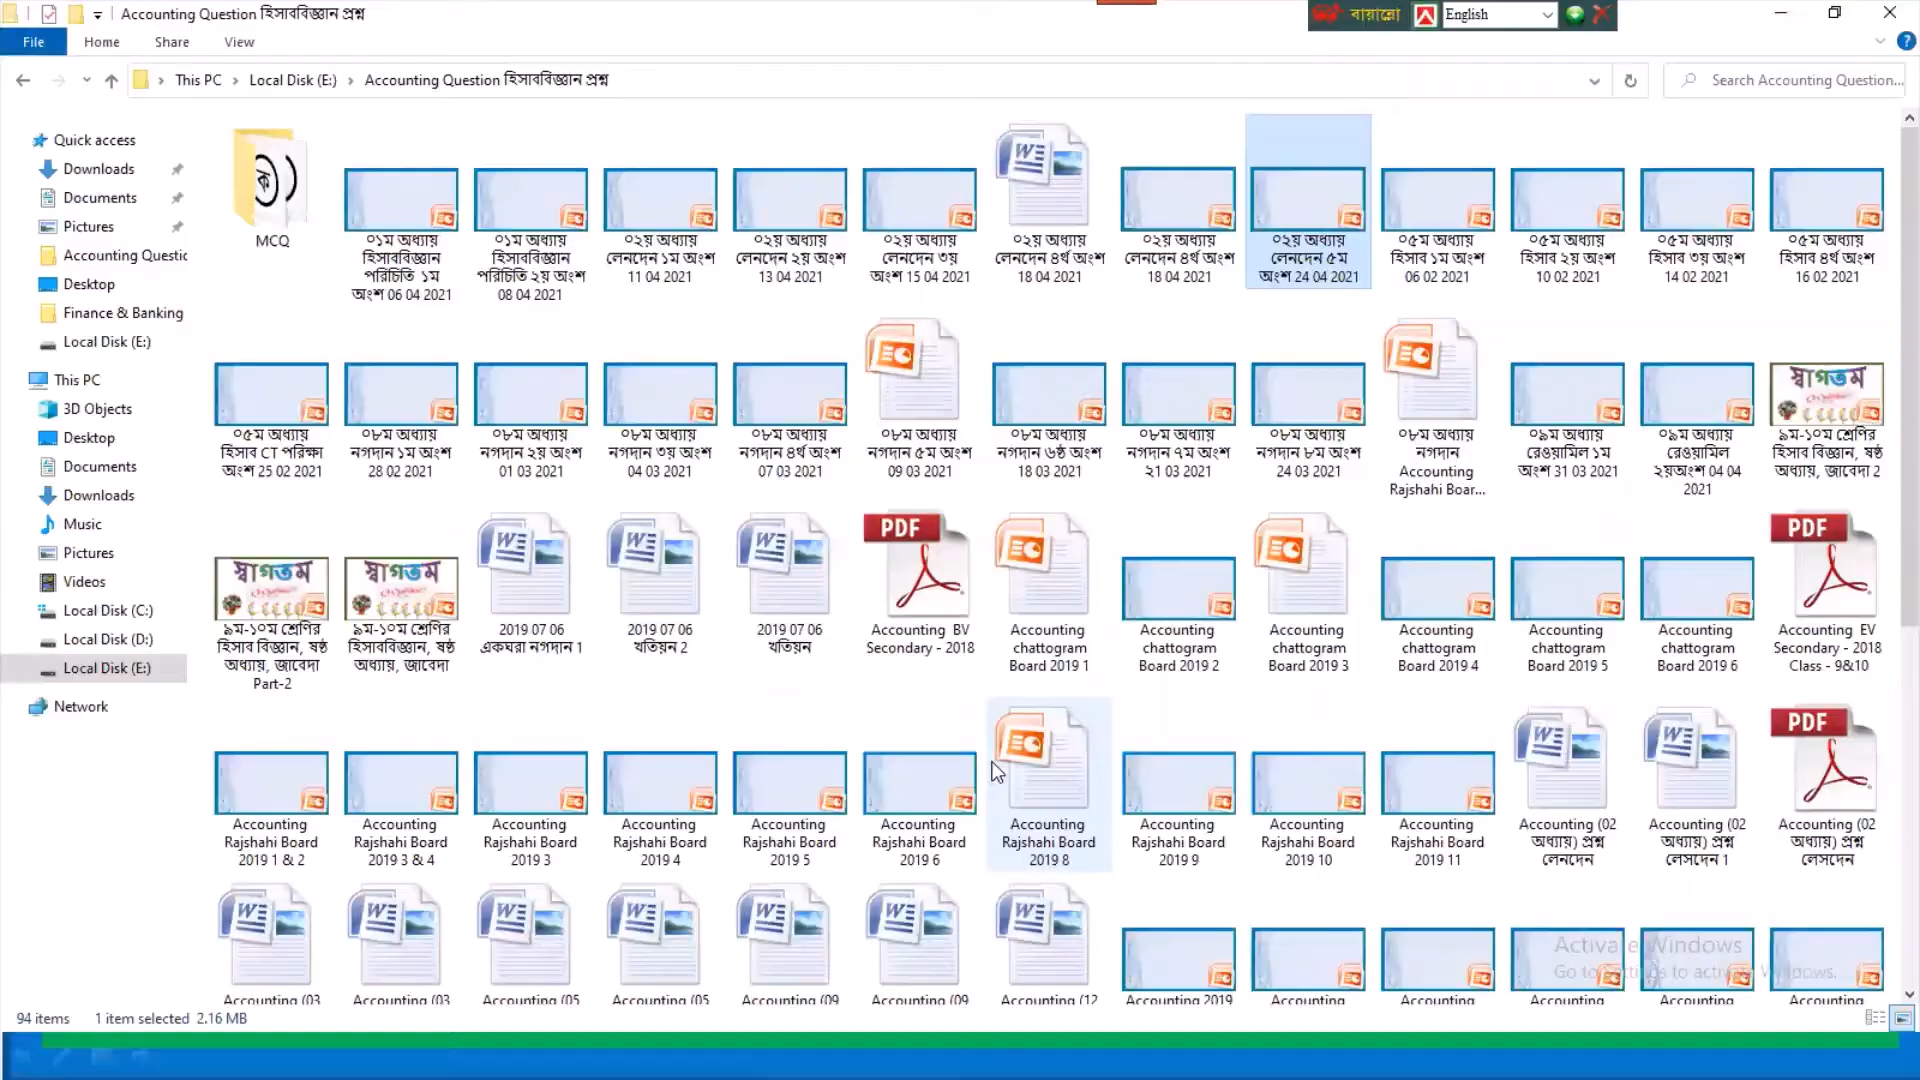 Accounting Question হিসাববিজ্ঞান প্রশ্ন
বায়ান্নো
English
File
Home
Share
View
This PC
Local Disk (E:)
Accounting Question হিসাববিজ্ঞান প্রশ্ন
Search Accounting Question...
Quick access
Downloads
Documents
Pictures
Accounting Questic
Desktop
Finance & Banking
Local Disk (E:)
This PC
3D Objects
Desktop
Documents
Downloads
Music
Pictures
Videos
Local Disk (C:)
Local Disk (D:)
Local Disk (E:)
Network
MCQ
০১ম অধ্যায়
হিসাববিজ্ঞান
পরিচিতি ১ম
অংশ 06 04 2021
০১ম অধ্যায়
হিসাববিজ্ঞান
পরিচিতি ২য় অংশ
08 04 2021
০২য় অধ্যায়
লেনদেন ১ম অংশ
11 04 2021
০২য় অধ্যায়
লেনদেন ২য় অংশ
13 04 2021
০২য় অধ্যায়
লেনদেন ৩য়
অংশ 15 04 2021
০২য় অধ্যায়
লেনদেন ৪র্থ অংশ
18 04 2021
০২য় অধ্যায়
লেনদেন ৪র্থ অংশ
18 04 2021
০২য় অধ্যায়
লেনদেন ৫ম
অংশ 24 04 2021
০৫ম অধ্যায়
হিসাব ১ম অংশ
06 02 2021
০৫ম অধ্যায়
হিসাব ২য় অংশ
10 02 2021
০৫ম অধ্যায়
হিসাব ৩য় অংশ
14 02 2021
০৫ম অধ্যায়
হিসাব ৪র্থ অংশ
16 02 2021
০৫ম অধ্যায়
হিসাব CT পরিক্ষা
অংশ 25 02 2021
০৮ম অধ্যায়
নগদান ১ম অংশ
28 02 2021
০৮ম অধ্যায়
নগদান ২য় অংশ
01 03 2021
০৮ম অধ্যায়
নগদান ৩য় অংশ
04 03 2021
০৮ম অধ্যায়
নগদান ৪র্থ অংশ
07 03 2021
০৮ম অধ্যায়
নগদান ৫ম অংশ
09 03 2021
০৮ম অধ্যায়
নগদান ৬ষ্ঠ অংশ
18 03 2021
০৮ম অধ্যায়
নগদান ৭ম অংশ
২1 03 2021
০৮ম অধ্যায়
নগদান ৮ম অংশ
24 03 2021
০৮ম অধ্যায়
নগদান
Accounting
Rajshahi Boar...
০৯ম অধ্যায়
রেওয়ামিল ১ম
অংশ 31 03 2021
০৯ম অধ্যায়
রেওয়ামিল
২য়অংশ 04 04
2021
স্বাগতম
৯ম-১০ম শ্রেণির
হিসাব বিজ্ঞান, ষষ্ঠ
অধ্যায়, জাবেদা 2
স্বাগতম
৯ম-১০ম শ্রেণির
হিসাব বিজ্ঞান, ষষ্ঠ
অধ্যায়, জাবেদা
Part-2
স্বাগতম
৯ম-১০ম শ্রেণির
হিসাববিজ্ঞান, ষষ্ঠ
অধ্যায়, জাবেদা
2019 07 06
একঘরা নগদান 1
2019 07 06
খতিয়ন 2
2019 07 06
খতিয়ন
PDF
Accounting BV
Secondary - 2018
Accounting
chattogram
Board 2019 1
Accounting
chattogram
Board 2019 2
Accounting
chattogram
Board 2019 3
Accounting
chattogram
Board 2019 4
Accounting
chattogram
Board 2019 5
Accounting
chattogram
Board 2019 6
PDF
Accounting EV
Secondary - 2018
Class - 9&10
Accounting
Rajshahi Board
2019 1 & 2
Accounting
Rajshahi Board
2019 3 & 4
Accounting
Rajshahi Board
2019 3
Accounting
Rajshahi Board
2019 4
Accounting
Rajshahi Board
2019 5
Accounting
Rajshahi Board
2019 6
Accounting
Rajshahi Board
2019 8
Accounting
Rajshahi Board
2019 9
Accounting
Rajshahi Board
2019 10
Accounting
Rajshahi Board
2019 11
Accounting (02
অধ্যায়) প্রশ্ন
লেনদেন
Accounting (02
অধ্যায়) প্রশ্ন
লেসদেন 1
PDF
Accounting (02
অধ্যায়) প্রশ্ন
লেসদেন
Accounting (03
Accounting (03
Accounting (05
Accounting (05
Accounting (09
Accounting (09
Accounting (12
Accounting 2019
Accounting
Accounting
Accounting
Accounting
Accounting
Activate Windows
Go to Settings to activate Windows.
94 items
1 item selected 2.16 MB